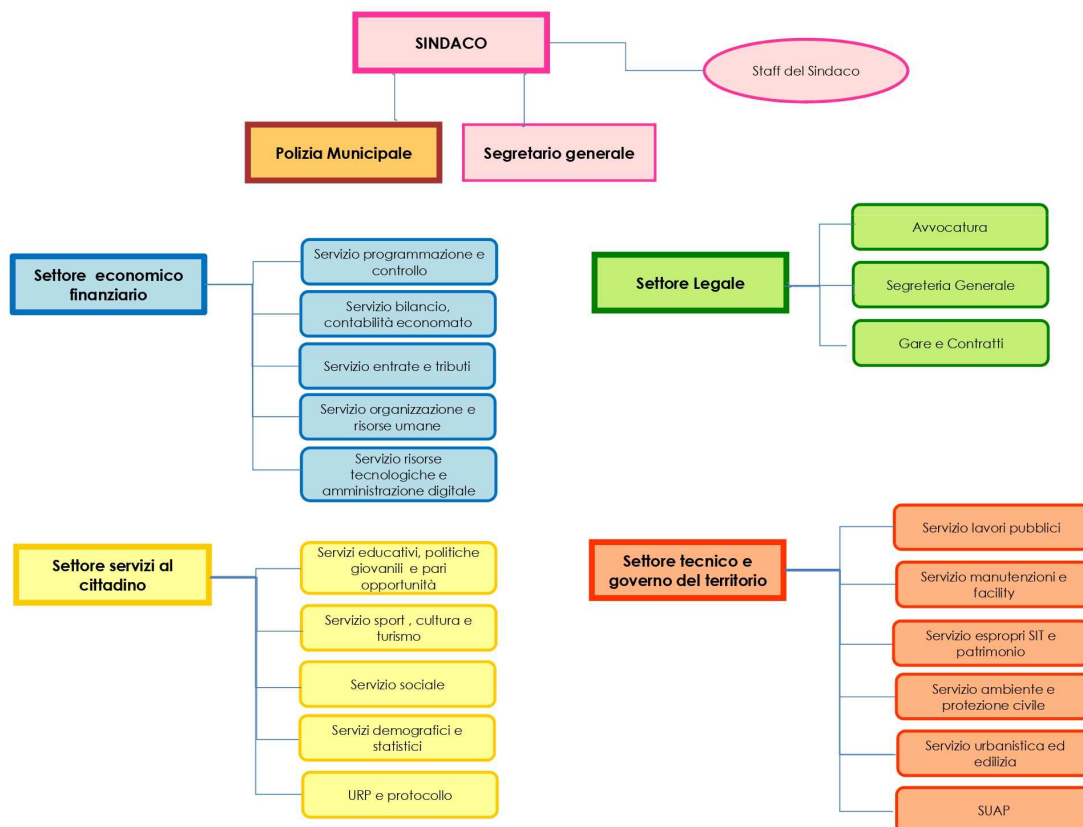 SINDACO
Staff del Sindaco
Polizia Municipale
Segretario generale
Settore economico
finanziario
Servizio programmazione e
controllo
Servizio bilancio,
contabilità economato
Servizio entrate e tributi
Servizio organizzazione e
risorse umane
Servizio risorse
tecnologiche e
amministrazione digitale
Settore Legale
Avvocatura
Segreteria Generale
Gare e Contratti
Settore servizi al
cittadino
Servizi educativi, politiche
giovanili e pari
opportunità
Servizio sport , cultura e
turismo
Servizio sociale
Servizi demografici e
statistici
URP e protocollo
Settore tecnico e
governo del territorio
Servizio lavori pubblici
Servizio manutenzioni e
facility
Servizio espropri SIT e
patrimonio
Servizio ambiente e
protezione civile
Servizio urbanistica ed
edilizia
SUAP